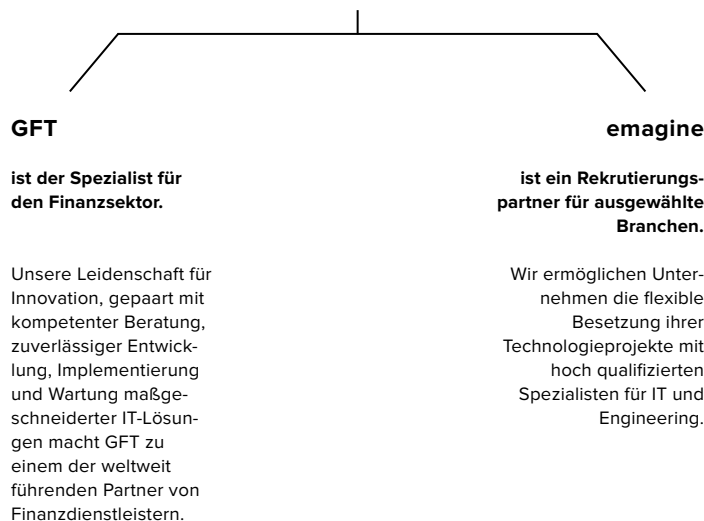 GFT
ist der Spezialist für
den Finanzsektor.
Unsere Leidenschaft für
Innovation, gepaart mit
kompetenter Beratung,
zuverlässiger Entwick-
lung, Implementierung
und Wartung maßge-
schneiderter IT-Lösun-
gen macht GFT zu
einem der weltweit
führenden Partner von
Finanzdienstleistern.
emagine
ist ein Rekrutierungs-
partner für ausgewählte
Branchen.
Wir ermöglichen Unter-
nehmen die flexible
Besetzung ihrer
Technologieprojekte mit
hoch qualifizierten
Spezialisten für IT und
Engineering.